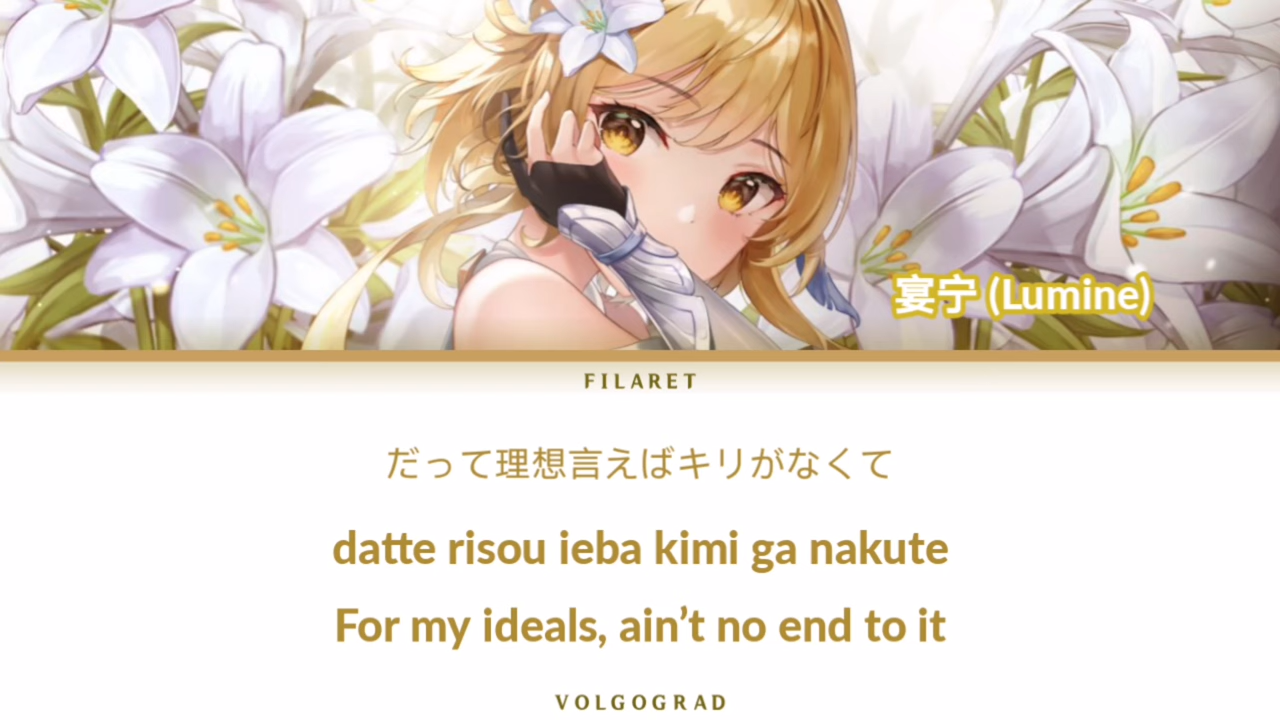 宴宁 (Lumine)
FILARET
だって理想言えばキリがなくて
datte risou ieba kimi ga nakute
For my ideals, ain’t no end to it
VOLGOGRAD